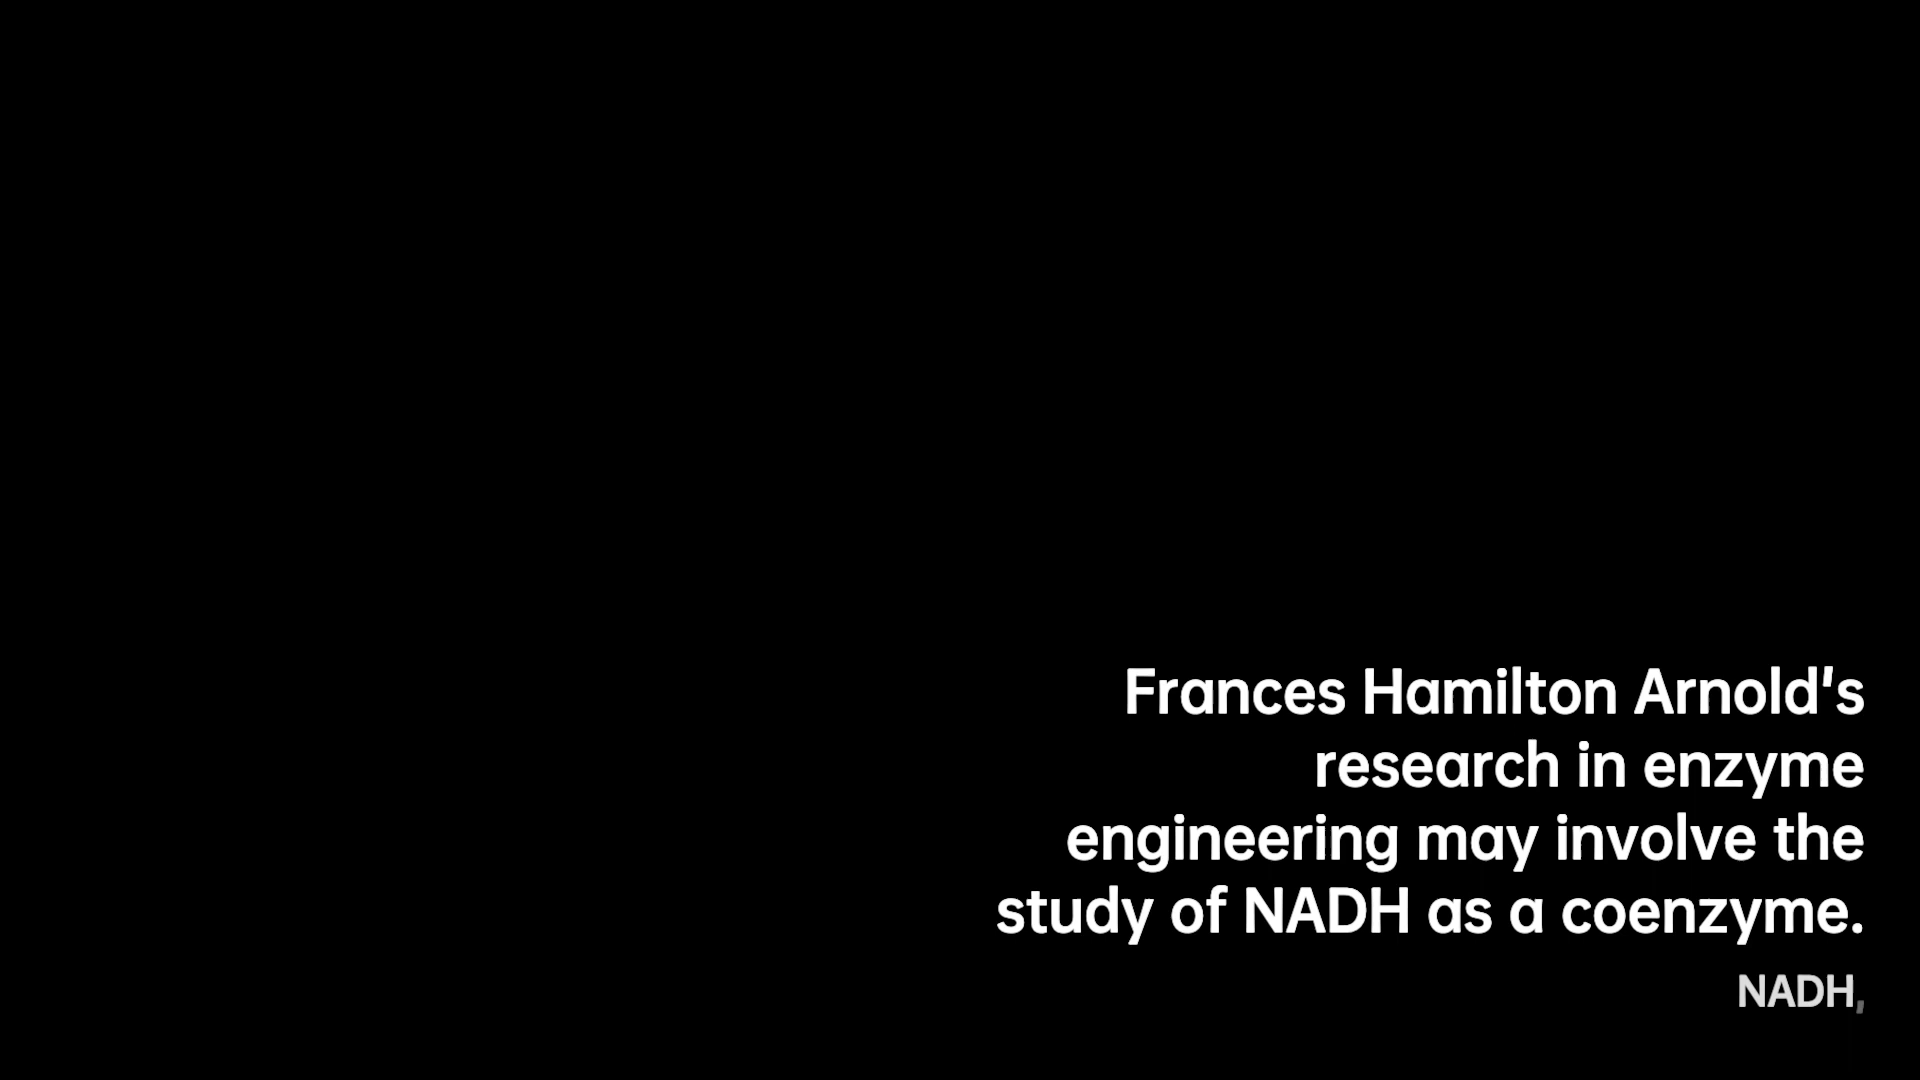 Frances Hamilton Arnold's
research in enzyme
engineering may involve the
study of NADH as a coenzyme.
NADH,